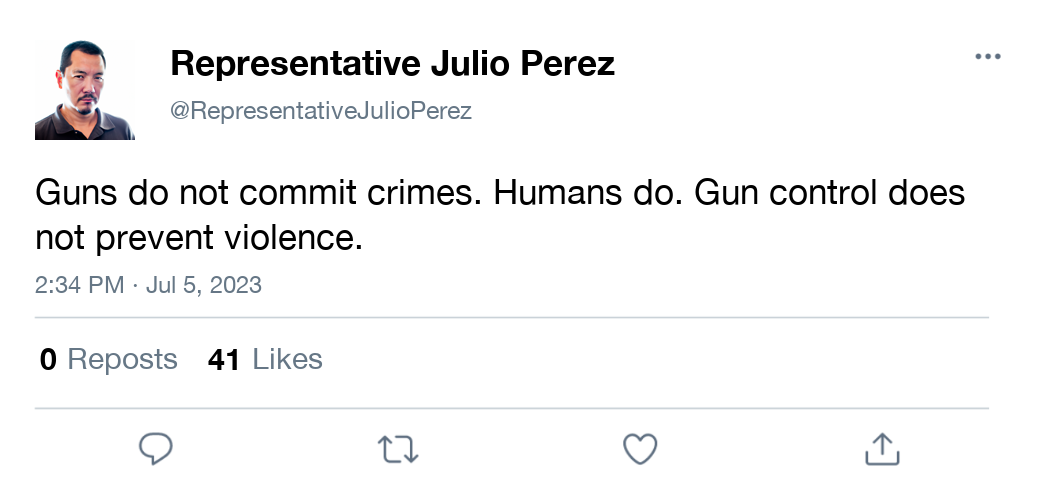 Representative Julio Perez
@RepresentativeJulioPerez
Guns do not commit crimes. Humans do. Gun control does
not prevent violence.
2:34 PM · Jul 5, 2023
0 Reposts 41 Likes